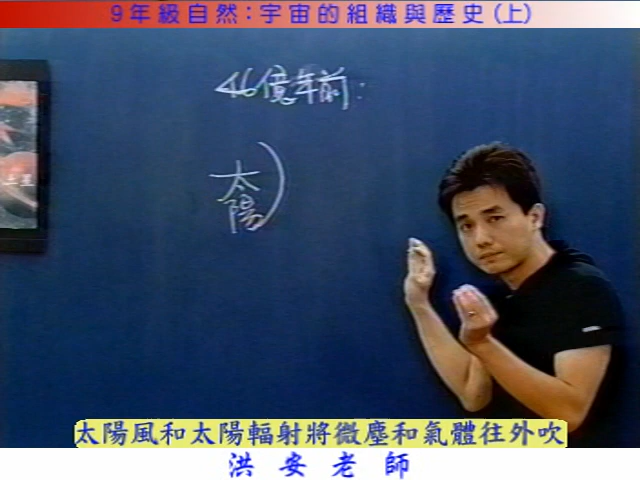 9年級自然:宇宙的組織與歷史(上)
46億年前:
太陽
太陽風和太陽輻射將微塵和氣體往外吹
洪安老師